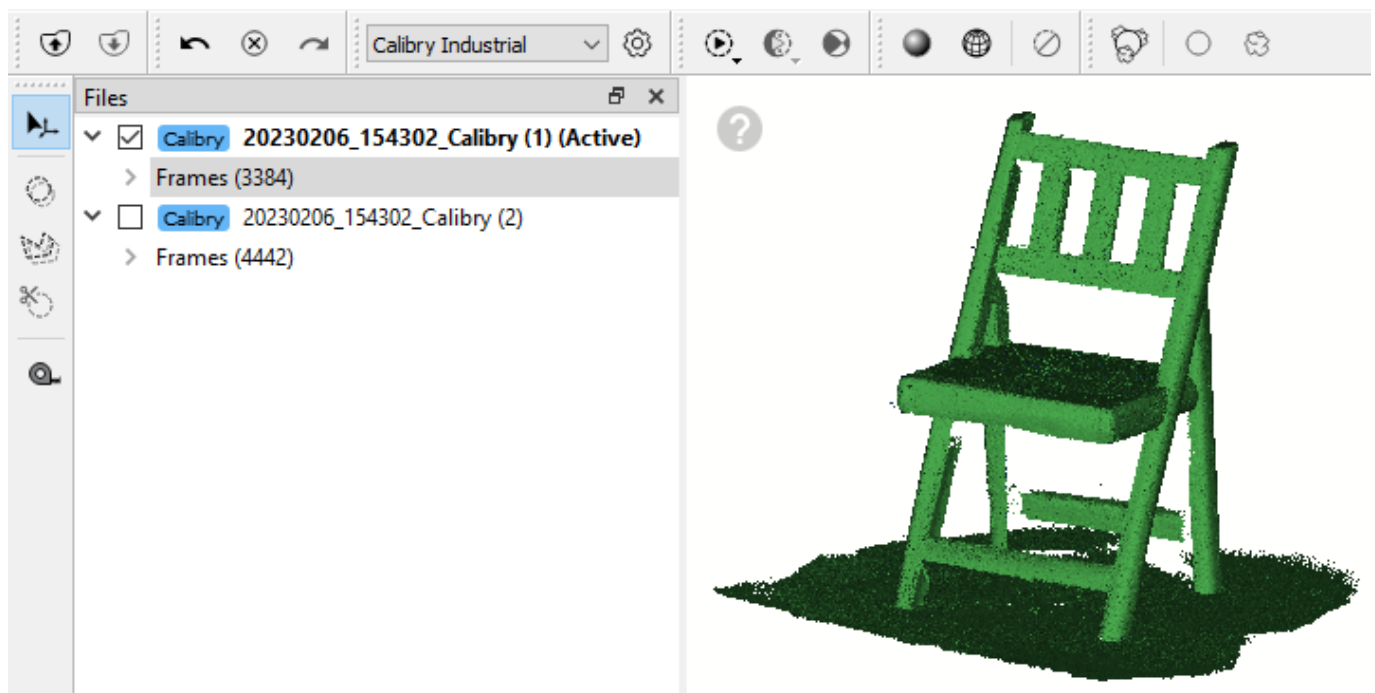 Calibry Industrial
Files
Calibry 20230206_154302_Calibry (1) (Active)
Frames (3384)
Calibry 20230206_154302_Calibry (2)
Frames (4442)
?